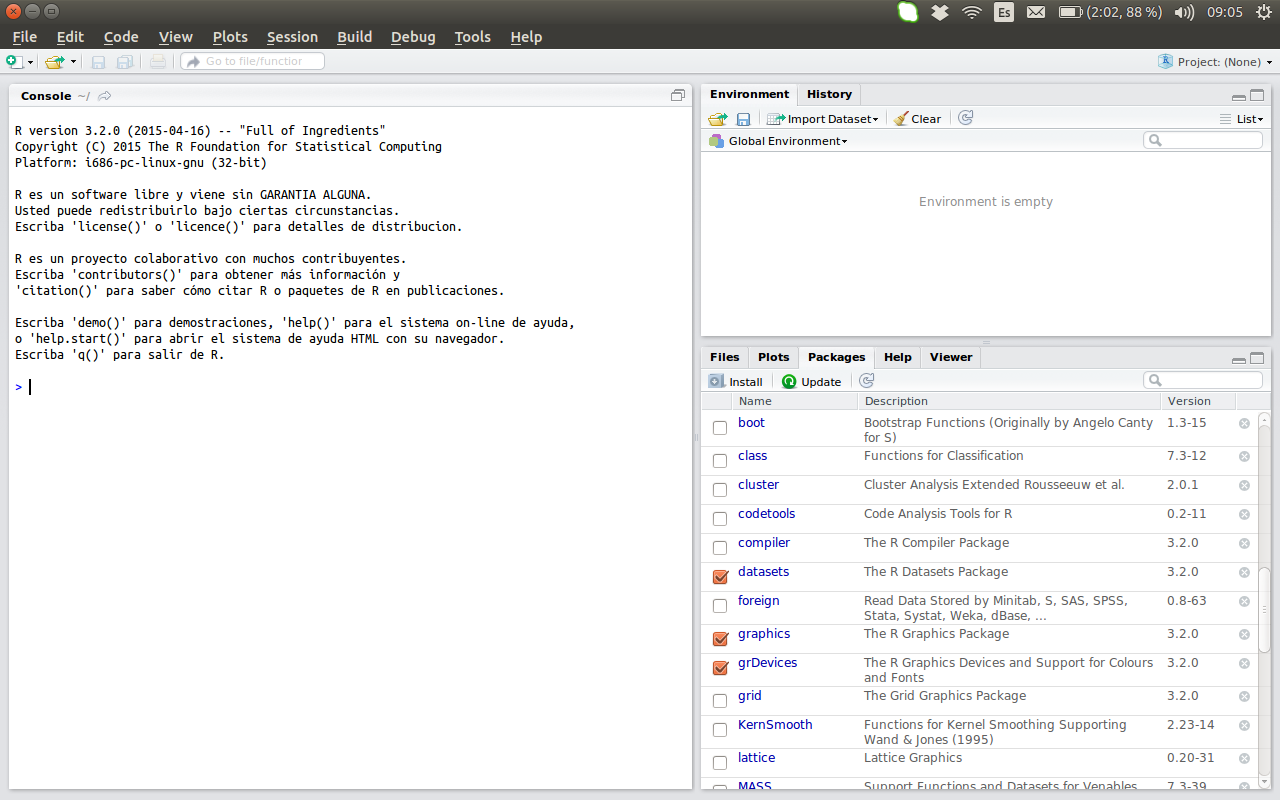 Es (2:02, 88 %) 09:05
File Edit Code View Plots Session Build Debug Tools Help
Go to file/function Project: (None)
Console ~/
R version 3.2.0 (2015-04-16) -- "Full of Ingredients"
Copyright (C) 2015 The R Foundation for Statistical Computing
Platform: i686-pc-linux-gnu (32-bit)
R es un software libre y viene sin GARANTIA ALGUNA.
Usted puede redistribuirlo bajo ciertas circunstancias.
Escriba 'license()' o 'licence()' para detalles de distribucion.
R es un proyecto colaborativo con muchos contribuyentes.
Escriba 'contributors()' para obtener más información y
'citation()' para saber cómo citar R o paquetes de R en publicaciones.
Escriba 'demo()' para demostraciones, 'help()' para el sistema on-line de ayuda,
o 'help.start()' para abrir el sistema de ayuda HTML con su navegador.
Escriba 'q()' para salir de R.
>
Environment History
Import Dataset Clear List
Global Environment
Environment is empty
Files Plots Packages Help Viewer
Install Update
Name Description Version
boot Bootstrap Functions (Originally by Angelo Canty 1.3-15
for S)
class Functions for Classification 7.3-12
cluster Cluster Analysis Extended Rousseeuw et al. 2.0.1
codetools Code Analysis Tools for R 0.2-11
compiler The R Compiler Package 3.2.0
datasets The R Datasets Package 3.2.0
foreign Read Data Stored by Minitab, S, SAS, SPSS, 0.8-63
Stata, Systat, Weka, dBase, ...
graphics The R Graphics Package 3.2.0
grDevices The R Graphics Devices and Support for Colours 3.2.0
and Fonts
grid The Grid Graphics Package 3.2.0
KernSmooth Functions for Kernel Smoothing Supporting 2.23-14
Wand & Jones (1995)
lattice Lattice Graphics 0.20-31
MASS Support Functions and Datasets for Venables 7.3-39